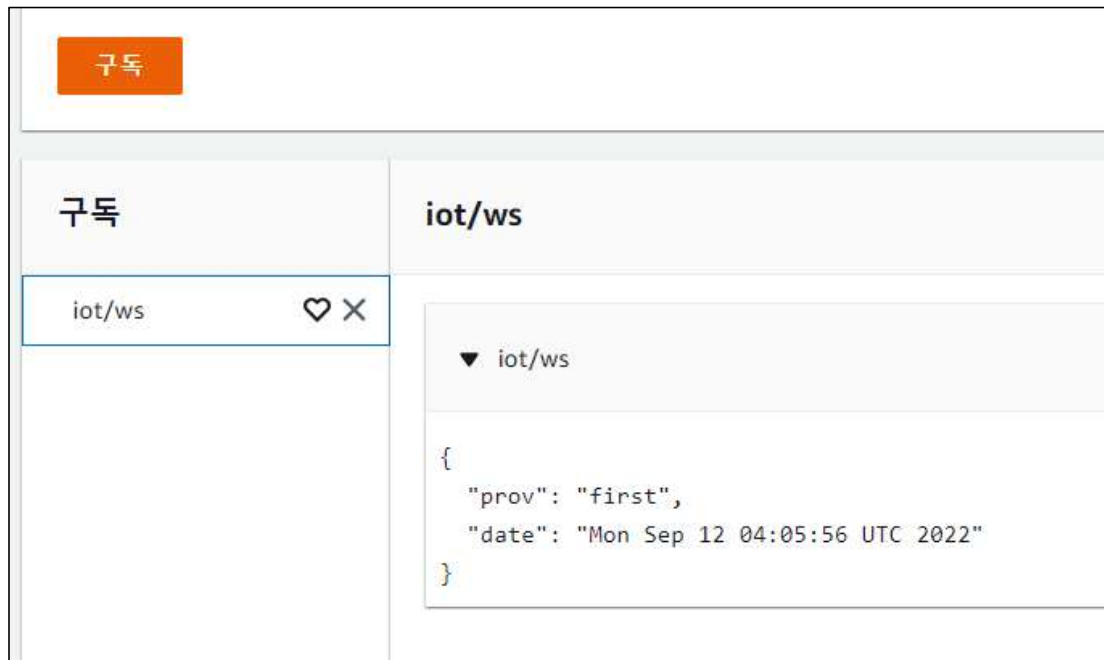 구독
구독
iot/ws
iot/ws
▼ iot/ws
{
  "prov": "first",
  "date": "Mon Sep 12 04:05:56 UTC 2022"
}